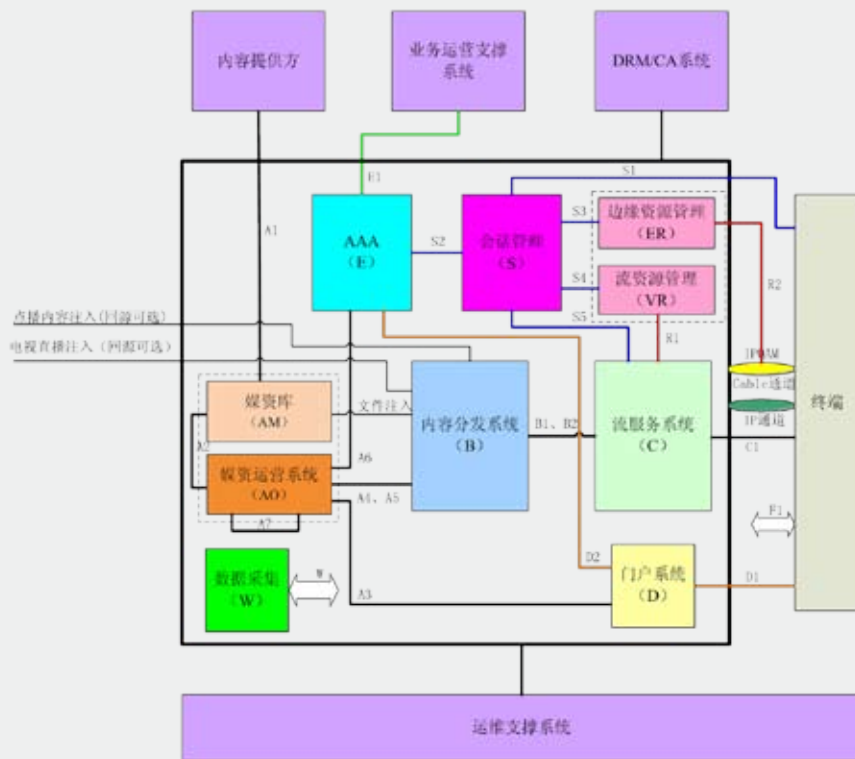 内容提供方
业务运营支撑
系统
DRM/CA系统
S1
E1
A1
AAA
（E）
S2
会话管理
（S）
S3
边缘资源管理
（ER）
S4
流资源管理
（VR）
S5
R1
R2
点播内容注入（回源可选）
电视直播注入（回源可选）
IPQAM
Cable通道
IP通道
终端
媒资库
（AM）
文件注入
内容分发系统
（B）
B1、B2
流服务系统
（C）
C1
A2
A6
媒资运营系统
（AO）
A4、A5
A7
F1
数据采集
（W）
W
A3
D2
门户系统
（D）
D1
运维支撑系统